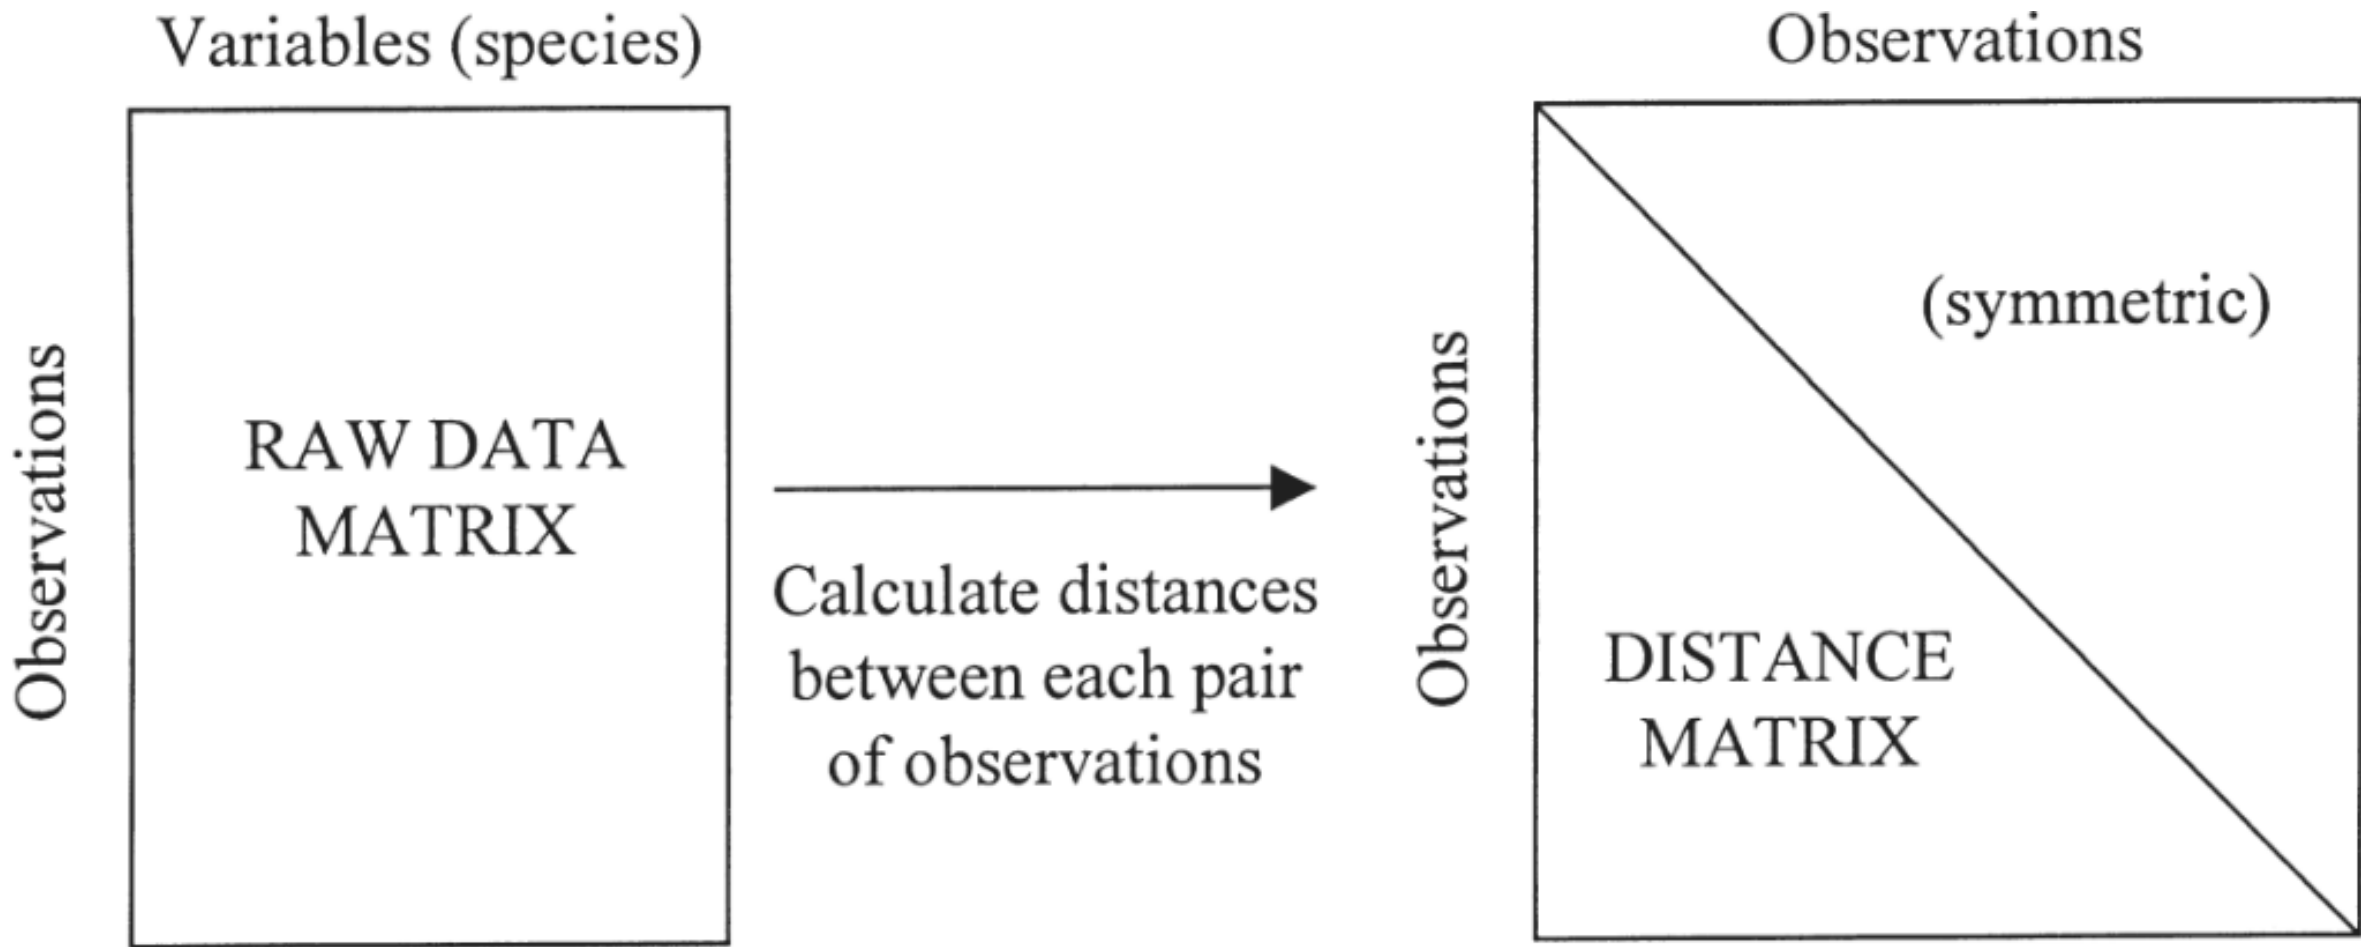 Variables (species)
Observations
RAW DATA
MATRIX
Calculate distances
between each pair
of observations
Observations
Observations
(symmetric)
DISTANCE
MATRIX